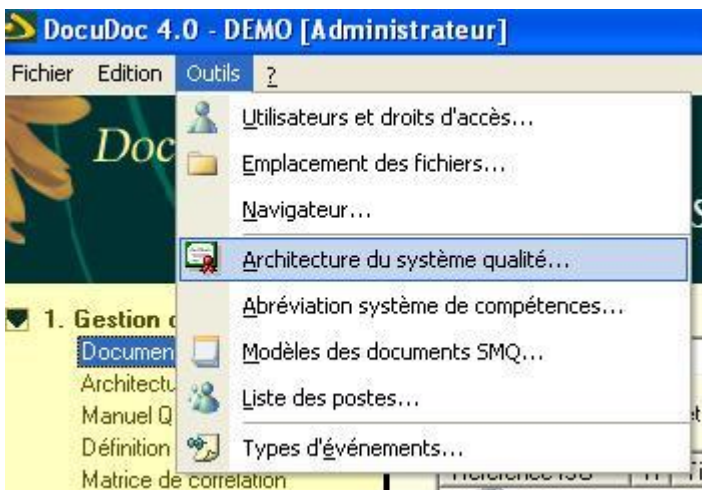 DocuDoc 4.0 - DEMO [Administrateur]
Fichier Edition Outils ?
Doc
Utilisateurs et droits d'accès...
Emplacement des fichiers...
Navigateur...
Architecture du système qualité...
Abréviation système de compétences...
1. Gestion
Modèles des documents SMQ...
Liste des postes...
Manuel Q
Types d'événements...
Définition
Matrice de corrélation